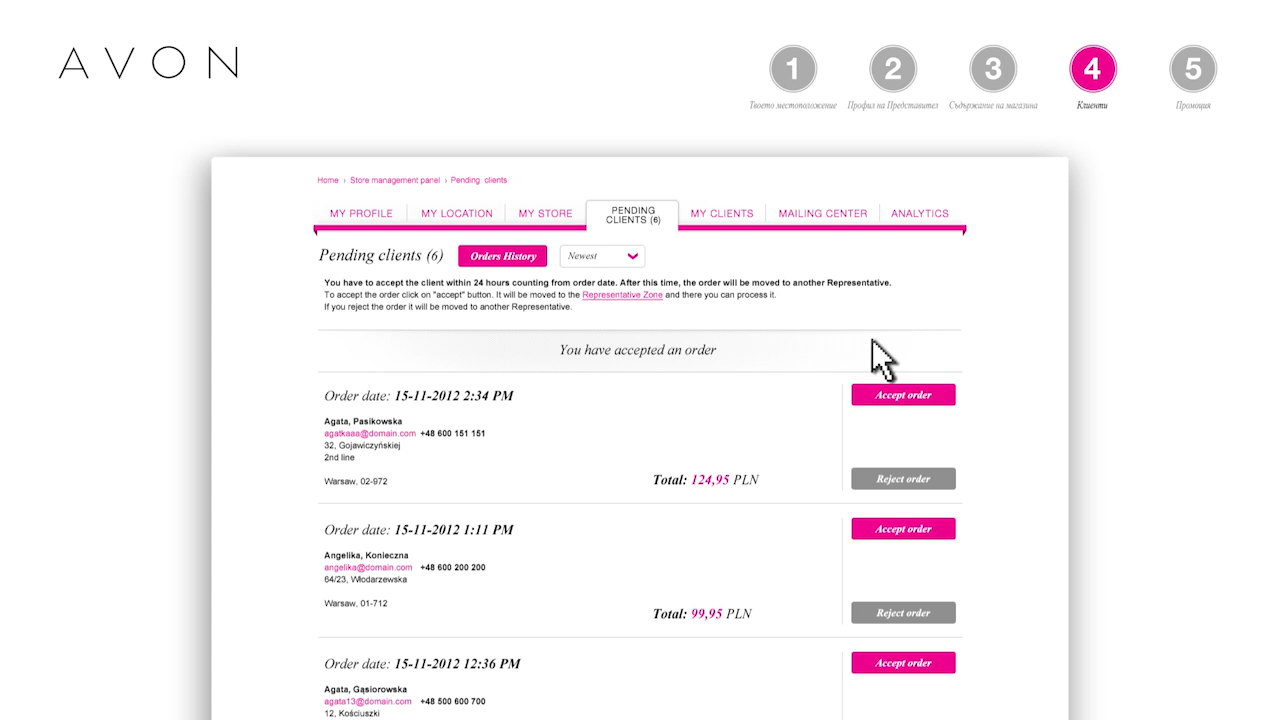 AVON
1 2 3 4 5
Твоето местоположение Профил на Представител Съдържание на магазина Клиенти Промоция
Home › Store management panel › Pending clients
MY PROFILE MY LOCATION MY STORE PENDING CLIENTS (6) MY CLIENTS MAILING CENTER ANALYTICS
Pending clients (6) Orders History Newest
You have to accept the client within 24 hours counting from order date. After this time, the order will be moved to another Representative.
To accept the order click on "accept" button. It will be moved to the Representative Zone and there you can process it.
If you reject the order it will be moved to another Representative.
You have accepted an order
Order date: 15-11-2012 2:34 PM Accept order
Agata, Pasikowska
agatkaaa@domain.com +48 600 151 151
32, Gojawiczyńskiej
2nd line
Warsaw, 02-972 Total: 124,95 PLN Reject order
Order date: 15-11-2012 1:11 PM Accept order
Angelika, Konieczna
angelika@domain.com +48 600 200 200
64/23, Włodarzewska
Warsaw, 01-712
Total: 99,95 PLN Reject order
Order date: 15-11-2012 12:36 PM Accept order
Agata, Gąsiorowska
agata13@domain.com +48 500 600 700
12, Kościuszki